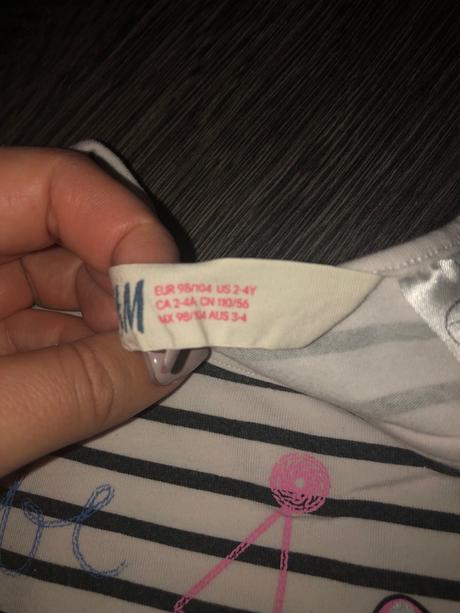 &M
EUR 98/104 US 2-4Y
CA 2-4A CN 110/56
MX 98/104 AUS 3-4